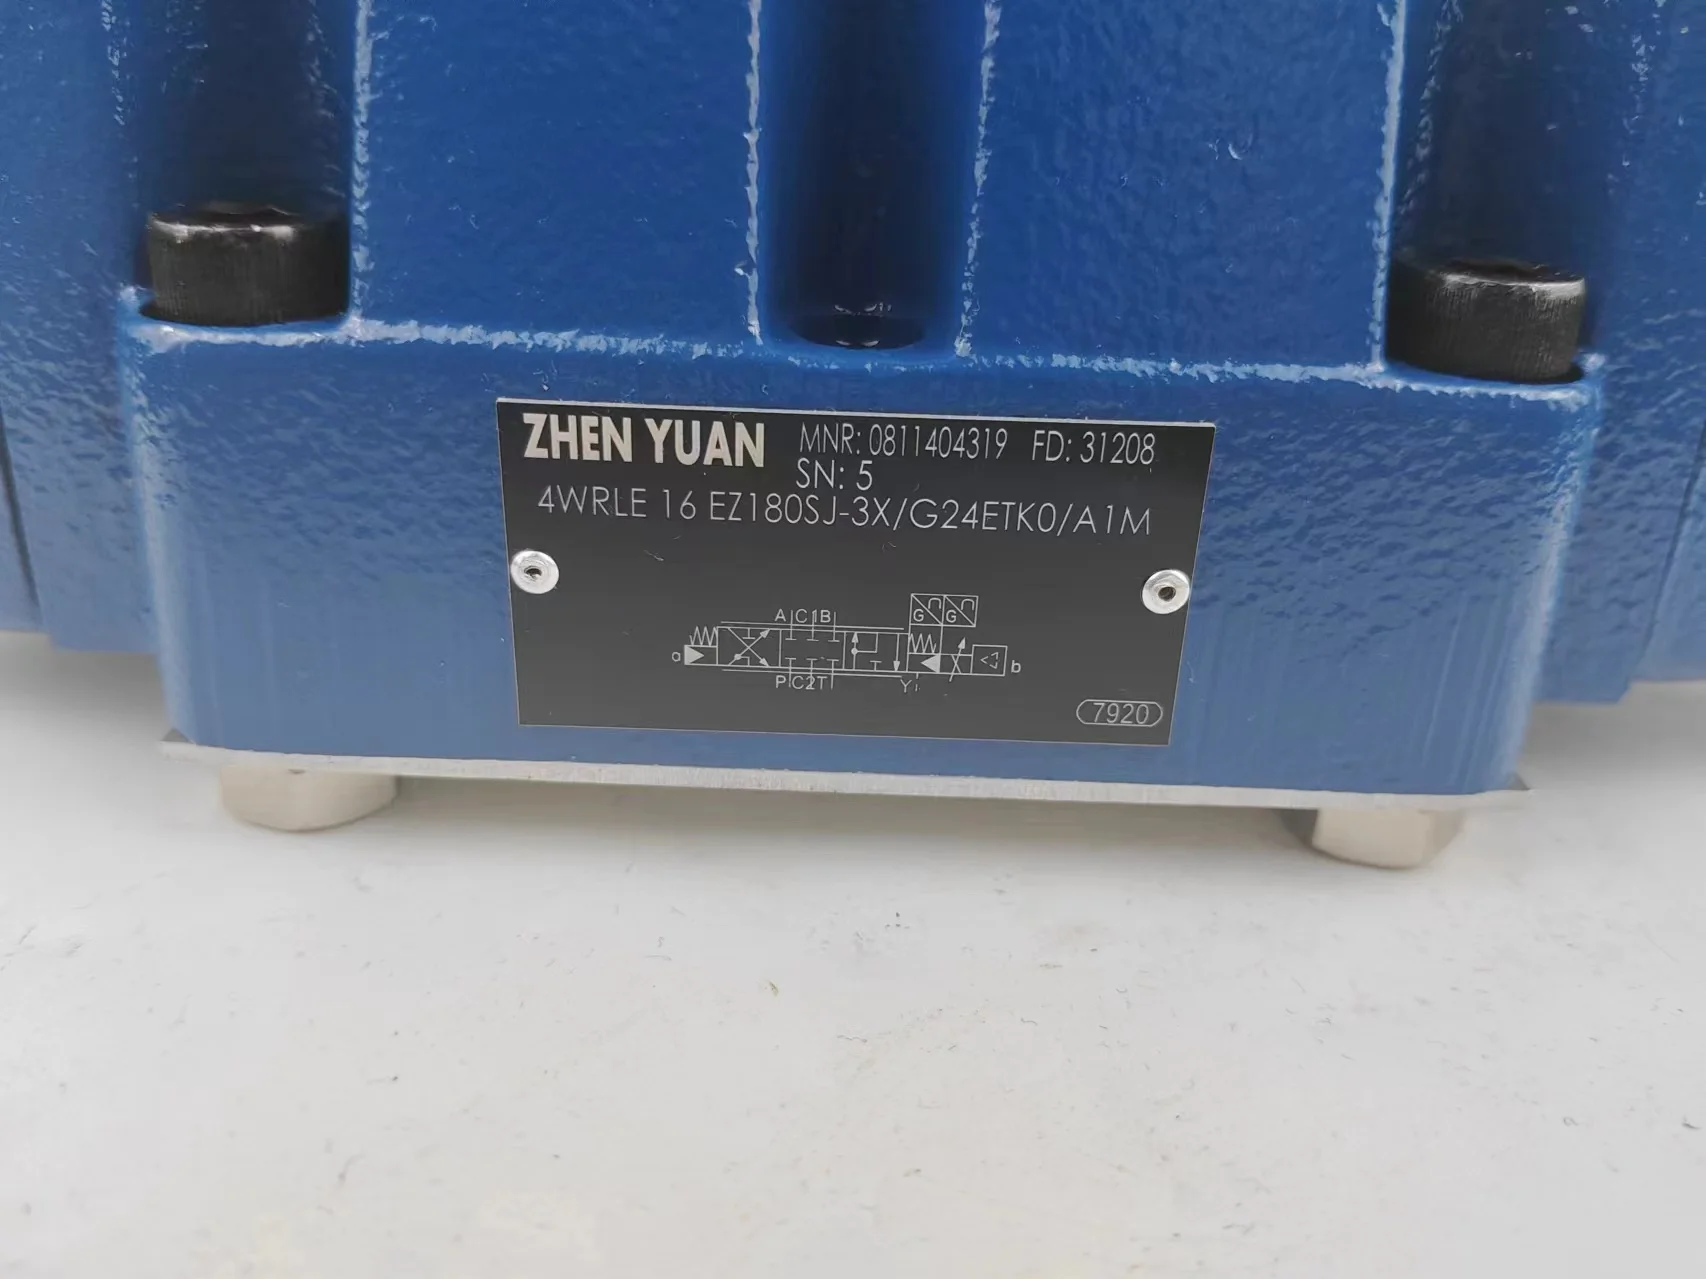 ZHEN YUAN MNR: 0811404319 FD: 31208
SN: 5
4WRLE 16 EZ180SJ-3X/G24ETK0/A1M
G G
A C1 B
a b
P C2 T Y
7920